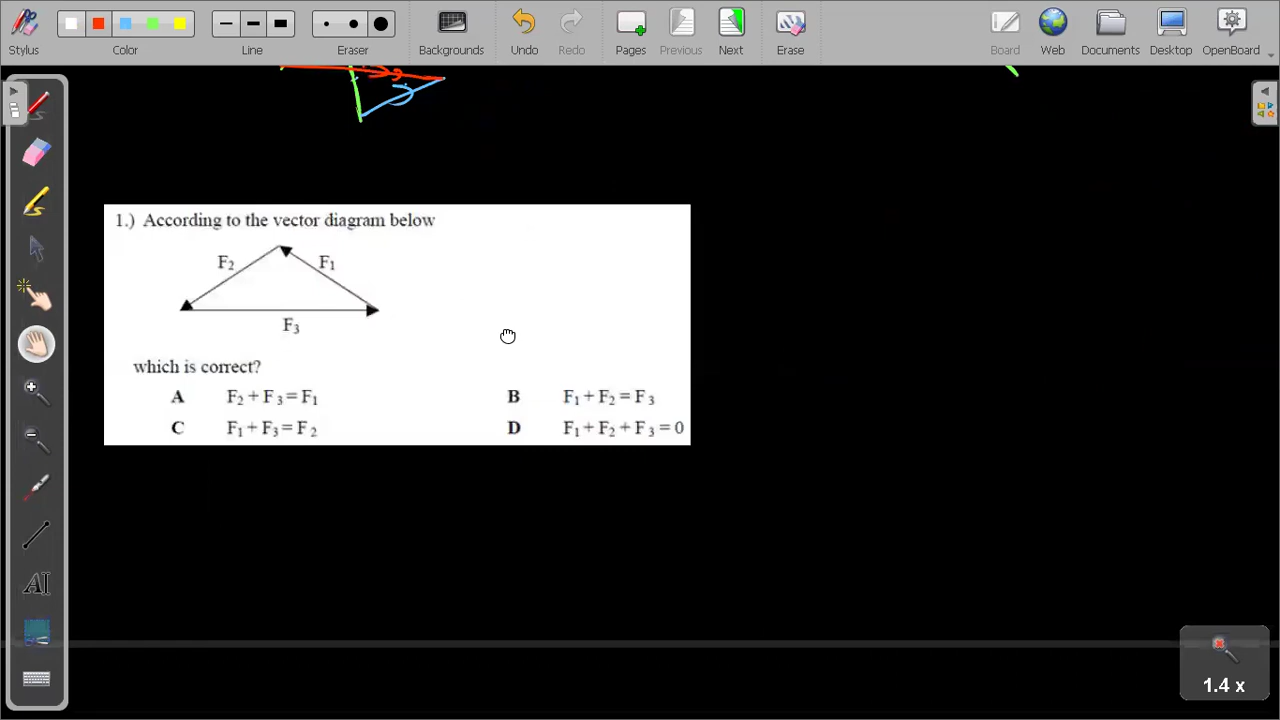 Stylus Color Line Eraser Backgrounds Undo Redo Pages Previous Next Erase Board Web Documents Desktop OpenBoard
1.) According to the vector diagram below
F2 F1
F3
which is correct?
A F2 + F3 = F1 B F1 + F2 = F3
C F1 + F3 = F2 D F1 + F2 + F3 = 0
AI
1.4 x